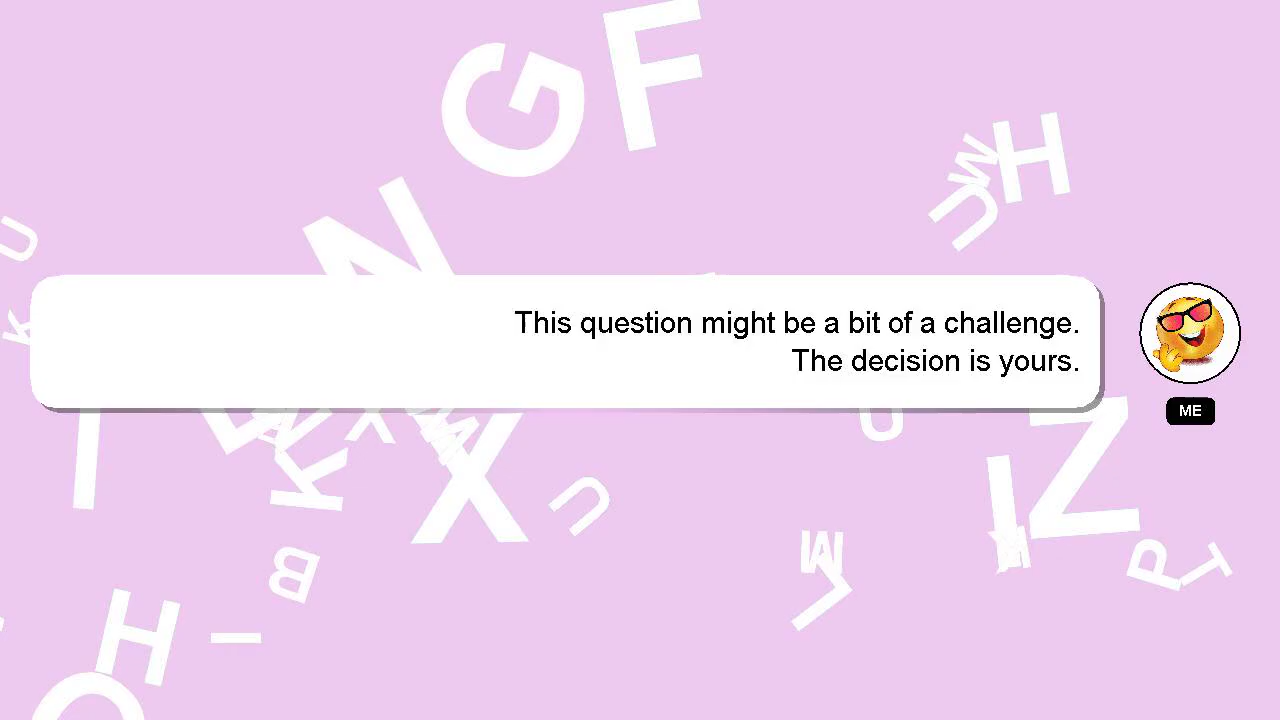 This question might be a bit of a challenge.
The decision is yours.
ME